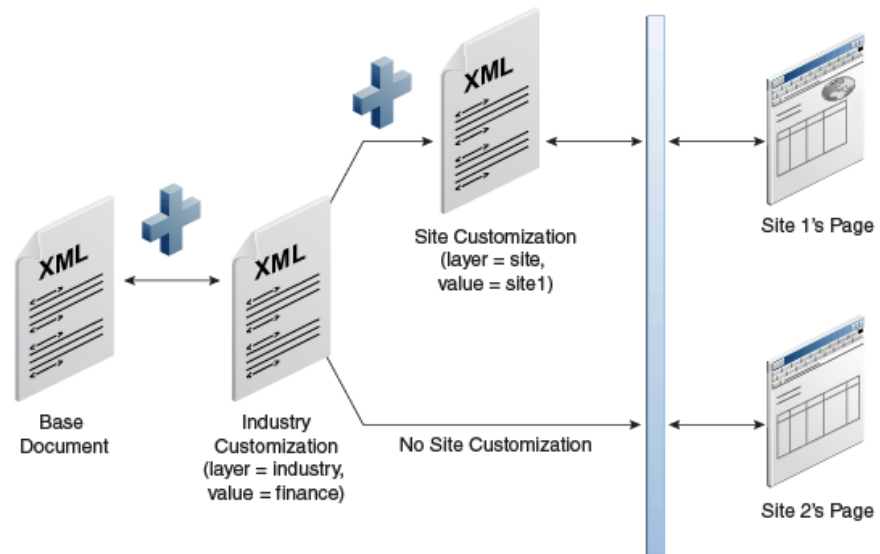 XML
Site Customization
(layer = site,
value = site1)
Site 1's Page
XML
Base
Document
XML
Industry
Customization
(layer = industry,
value = finance)
No Site Customization
Site 2's Page